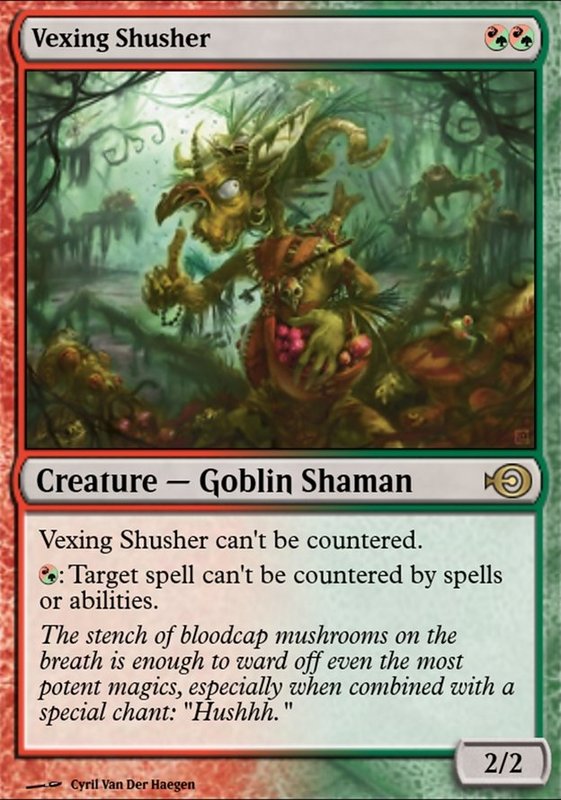 Vexing Shusher
Creature — Goblin Shaman
Vexing Shusher can't be countered.
: Target spell can't be countered by spells
or abilities.
The stench of bloodcap mushrooms on the
breath is enough to ward off even the most
potent magics, especially when combined with a
special chant: "Hushhh."
2/2
Cyril Van Der Haegen